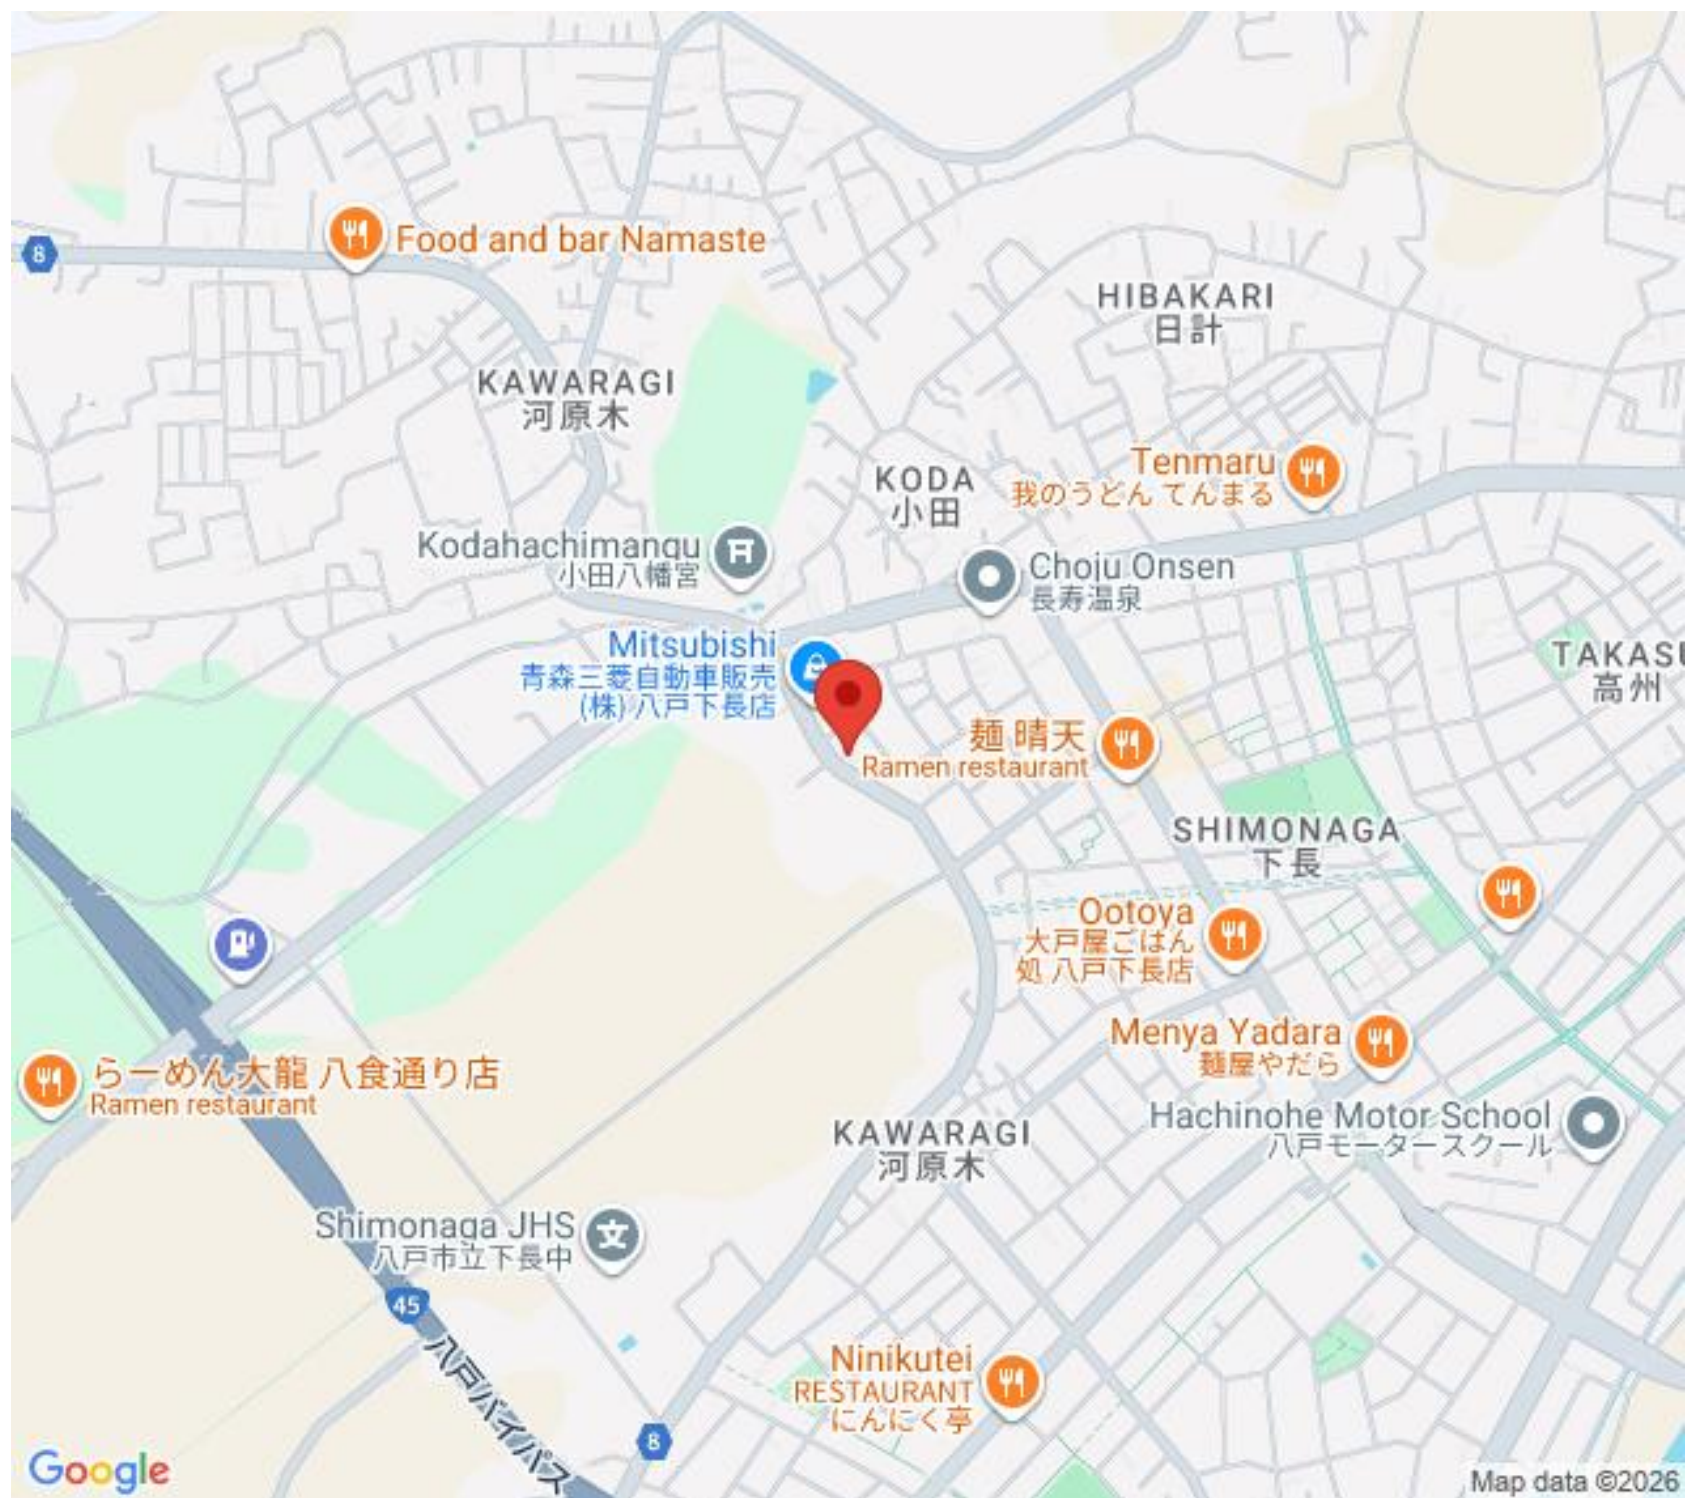 8
Food and bar Namaste
HIBAKARI
日計
KAWARAGI
河原木
KODA
小田
Tenmaru
我のうどん てんまる
Kodahachimangu
小田八幡宮
Choju Onsen
長寿温泉
Mitsubishi
青森三菱自動車販売
(株) 八戸下長店
TAKASU
高州
麺 晴天
Ramen restaurant
SHIMONAGA
下長
Ootoya
大戸屋ごはん
処 八戸下長店
Menya Yadara
麺屋やだら
らーめん大龍 八食通り店
Ramen restaurant
KAWARAGI
河原木
Hachinohe Motor School
八戸モータースクール
Shimonaga JHS
八戸市立下長中
45
八戸バイパス
Ninikutei
RESTAURANT
にんにく亭
8
Google
Map data ©2026